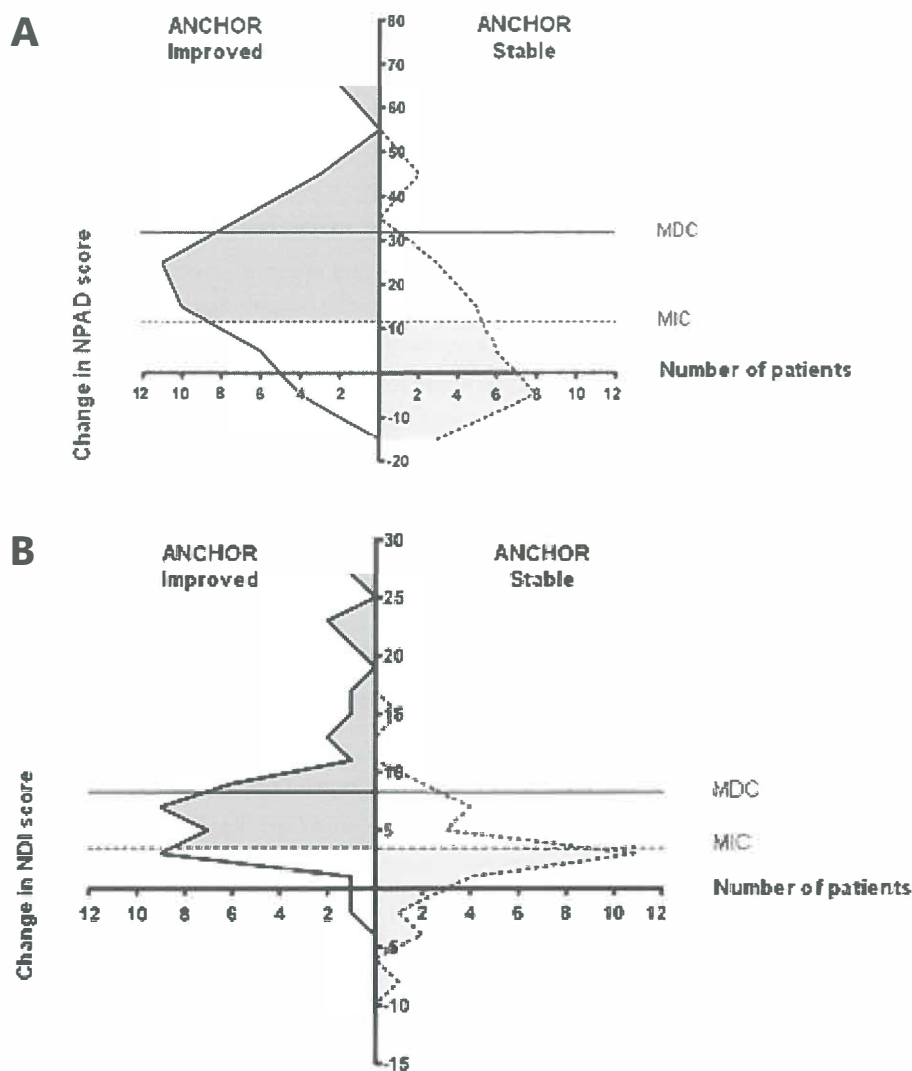 A
ANCHOR
Improved
ANCHOR
Stable
80
70
60
50
40
30
20
10
-10
-20
MDC
MIC
Change in NPAD score
Number of patients
12 10 8 6 4 2 2 4 6 8 10 12
B
ANCHOR
Improved
ANCHOR
Stable
30
25
20
15
10
5
-5
-10
-15
MDC
MIC
Change in NDI score
Number of patients
12 10 8 6 4 2 2 4 6 8 10 12